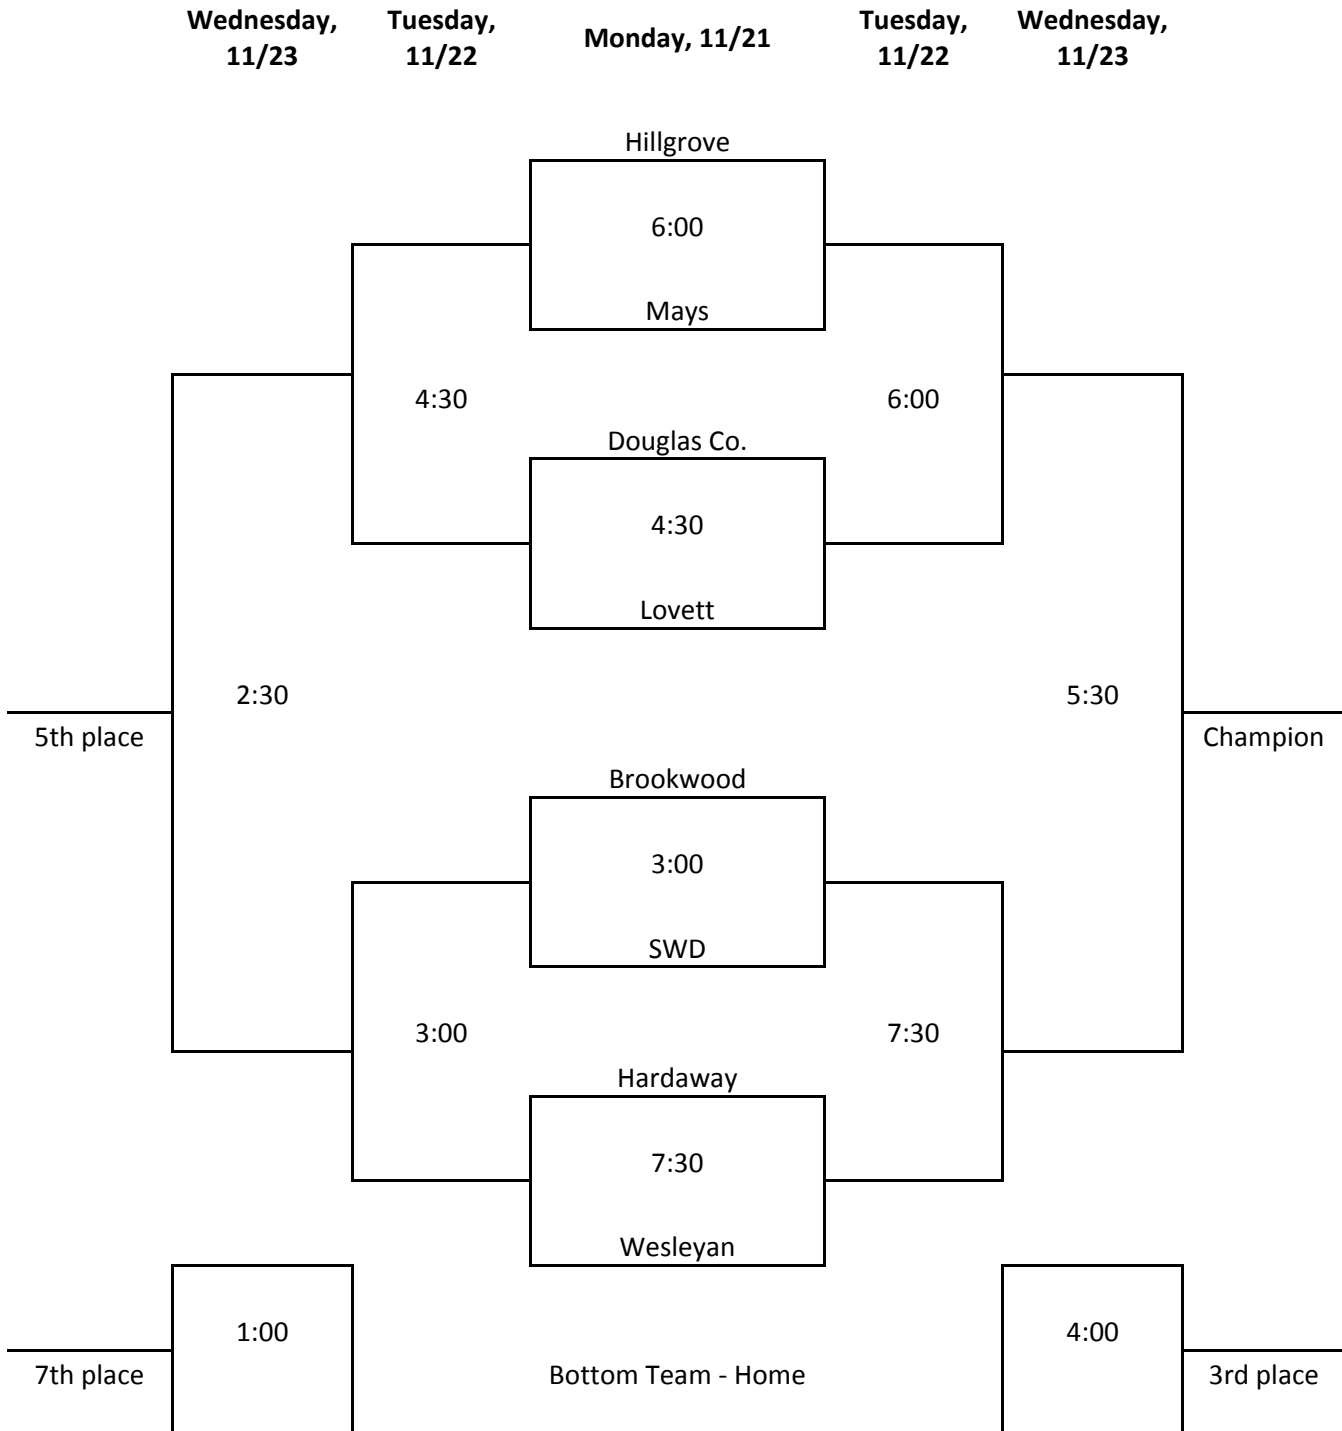 Wednesday, Tuesday, Monday, 11/21 Tuesday, Wednesday,
11/23 11/22 11/22 11/23
Hillgrove
6:00
Mays
4:30 6:00
Douglas Co.
4:30
Lovett
2:30 5:30
5th place Champion
Brookwood
3:00
SWD
3:00 7:30
Hardaway
7:30
Wesleyan
1:00 4:00
7th place Bottom Team - Home 3rd place